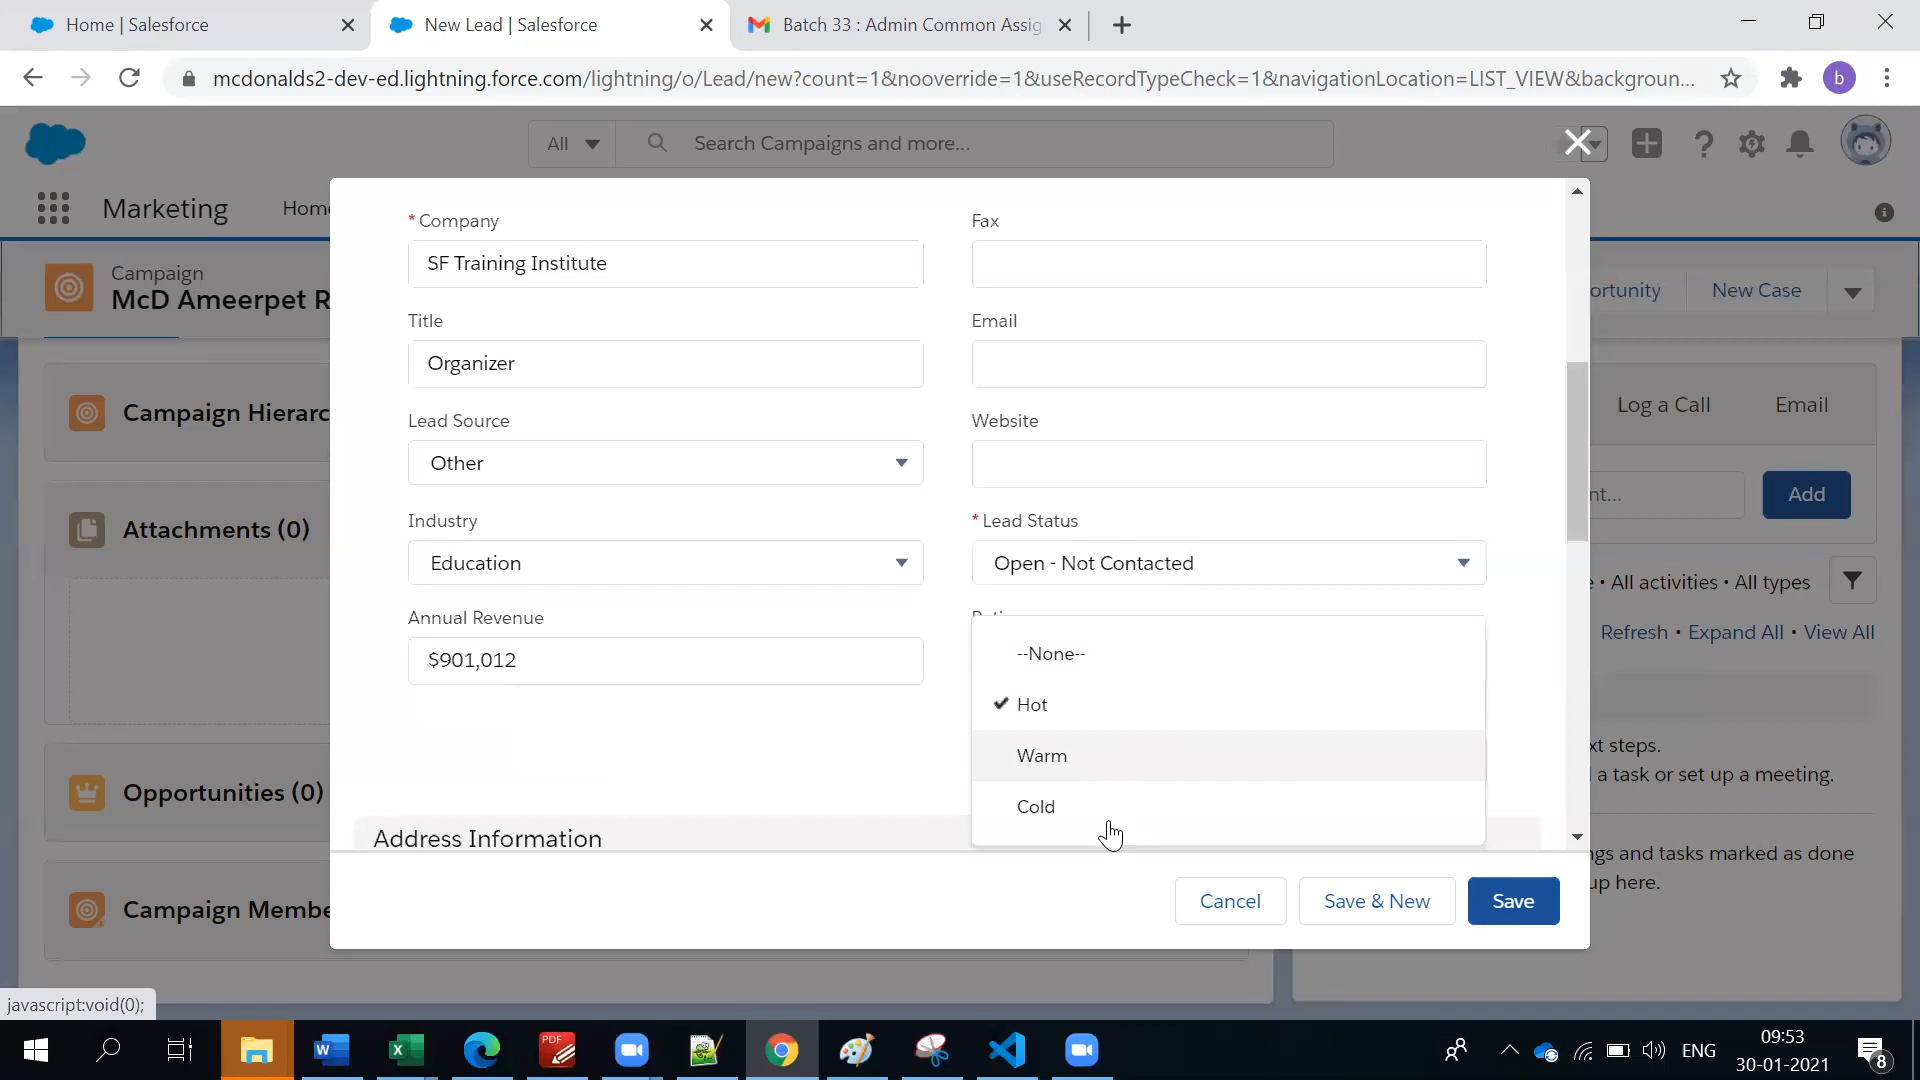 Home | Salesforce
New Lead | Salesforce
Batch 33 : Admin Common Assig
mcdonalds2-dev-ed.lightning.force.com/lightning/o/Lead/new?count=1&nooverride=1&useRecordTypeCheck=1&navigationLocation=LIST_VIEW&backgroun...
b
All
Search Campaigns and more...
Marketing
Hom
Campaign
McD Ameerpet R
ortunity
New Case
* Company
Fax
SF Training Institute
Title
Email
Organizer
Campaign Hierarc
Log a Call
Email
Lead Source
Website
Other
nt...
Add
Attachments (0)
Industry
* Lead Status
Education
Open - Not Contacted
• All activities • All types
Annual Revenue
Refresh • Expand All • View All
$901,012
--None--
Hot
Warm
Cold
xt steps.
a task or set up a meeting.
Opportunities (0)
Address Information
ngs and tasks marked as done
up here.
Campaign Membe
Cancel
Save & New
Save
javascript:void(0);
PDF
ENG
09:53
30-01-2021
8